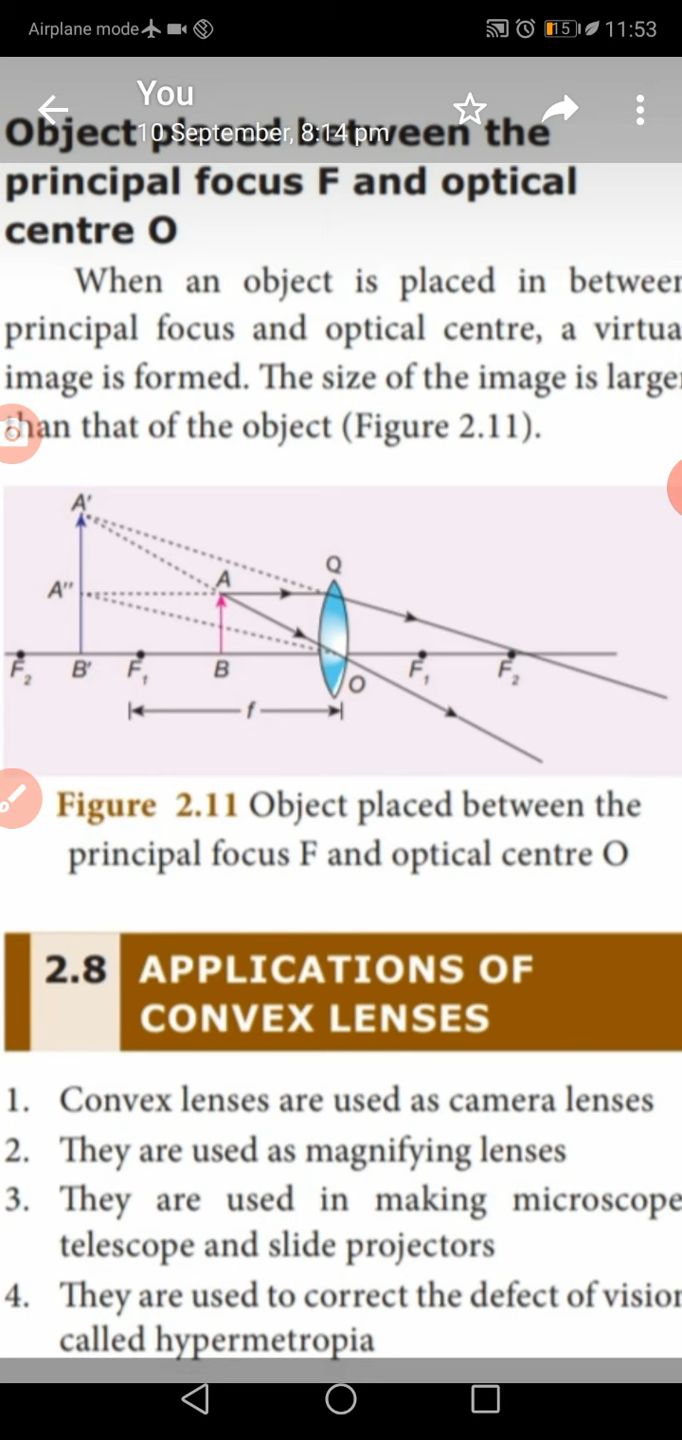 Airplane mode 15 11:53
You
10 September, 8:14 pm
Object placed between the
principal focus F and optical
centre O
When an object is placed in between
principal focus and optical centre, a virtua
image is formed. The size of the image is large
than that of the object (Figure 2.11).
A'
Q
A
A"
F₂ B' F₁ B O F₁ F₂
f
Figure 2.11 Object placed between the
principal focus F and optical centre O
2.8 APPLICATIONS OF
CONVEX LENSES
1. Convex lenses are used as camera lenses
2. They are used as magnifying lenses
3. They are used in making microscope
telescope and slide projectors
4. They are used to correct the defect of vision
called hypermetropia